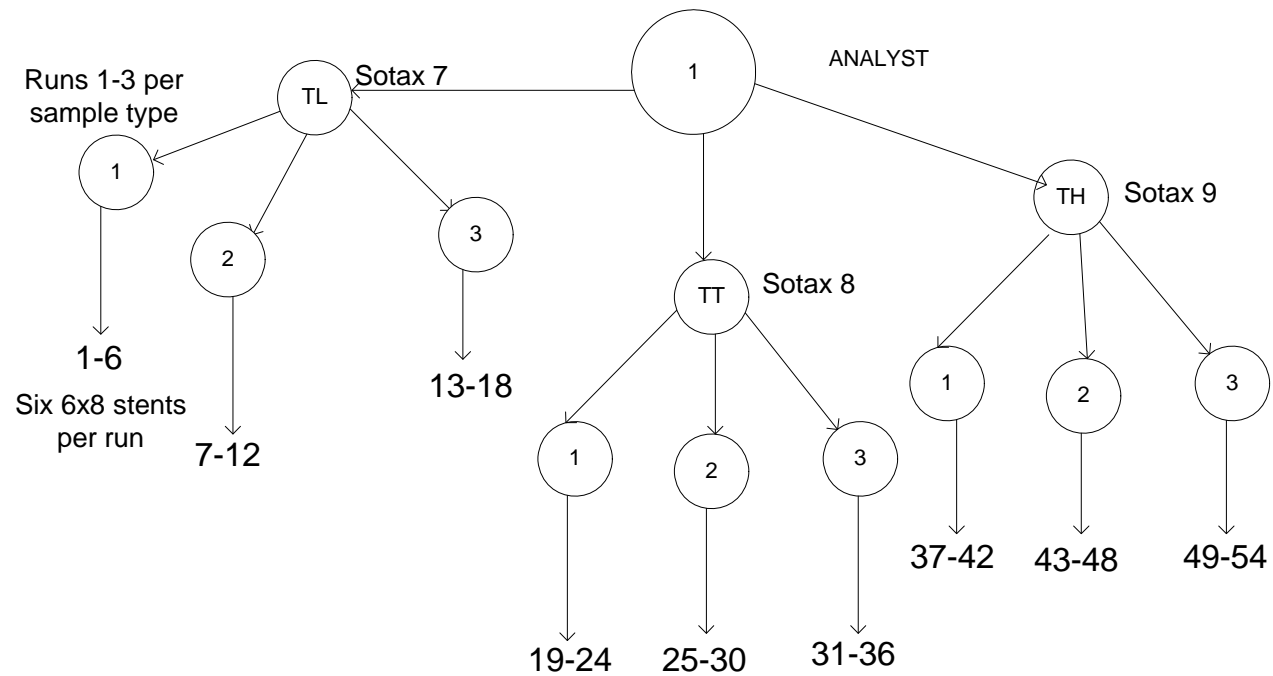 1
ANALYST
Sotax 7
TL
Runs 1-3 per
sample type
1
2
3
1-6
Six 6x8 stents
per run
7-12
13-18
TT
Sotax 8
1
2
3
19-24
25-30
31-36
TH
Sotax 9
1
2
3
37-42
43-48
49-54